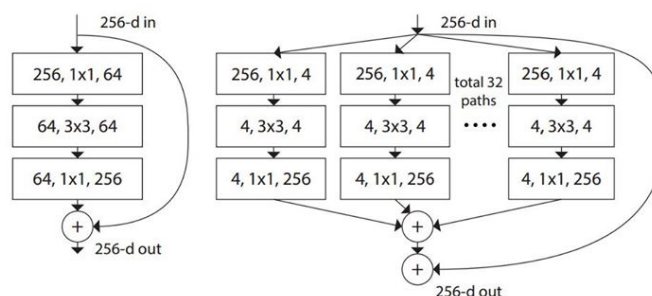 256-d in
256, 1x1, 64
64, 3x3, 64
64, 1x1, 256
+
256-d out
256-d in
256, 1x1, 4
256, 1x1, 4
total 32
paths
256, 1x1, 4
4, 3x3, 4
4, 3x3, 4
....
4, 3x3, 4
4, 1x1, 256
4, 1x1, 256
4, 1x1, 256
+
+
256-d out